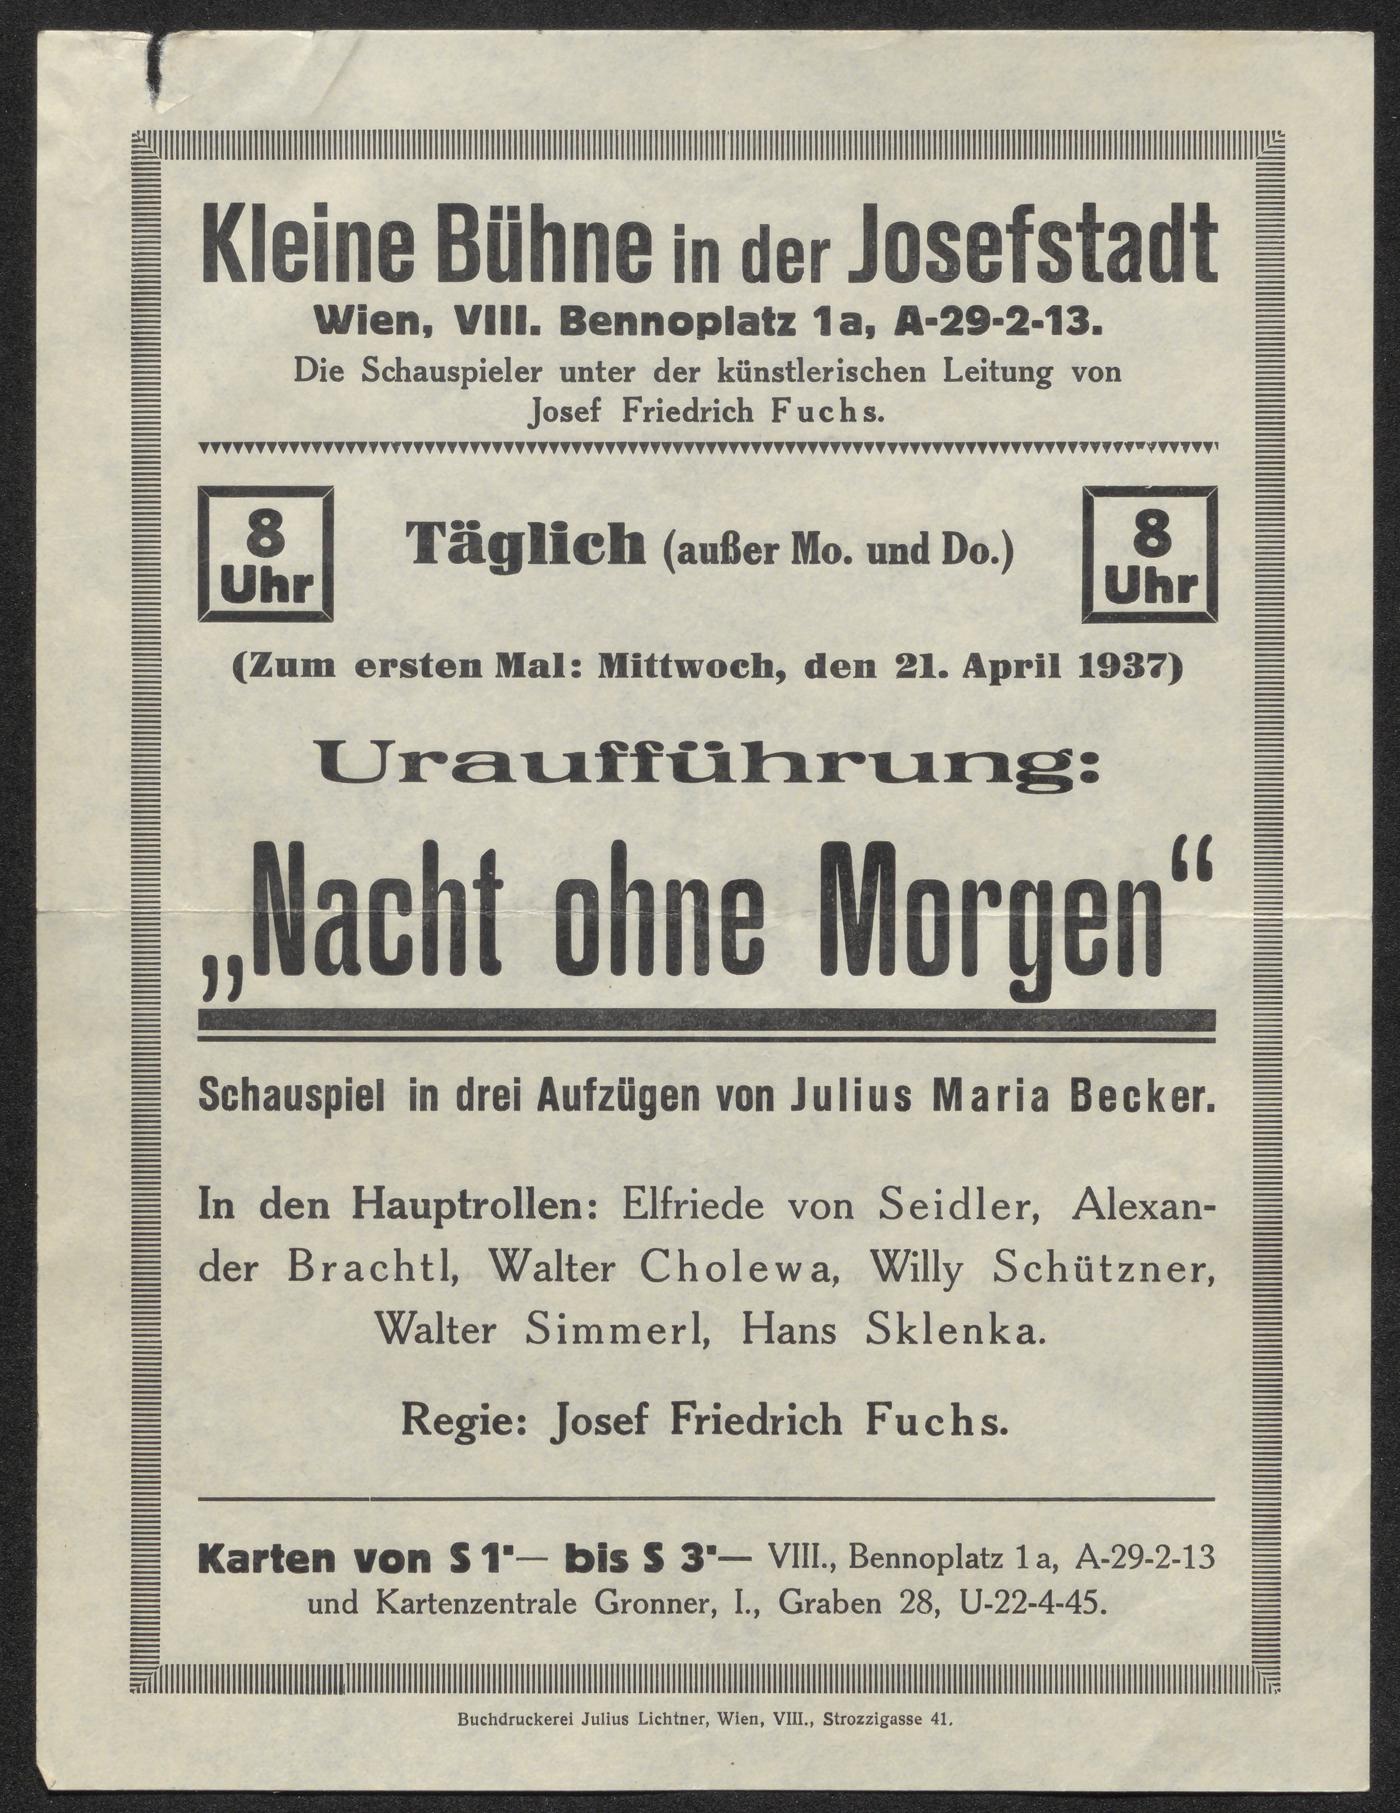 Kleine Bühne in der Josefstadt
Wien, VIII. Bennoplatz 1a, A-29-2-13.
Die Schauspieler unter der künstlerischen Leitung von
Josef Friedrich Fuchs.
8
Uhr
Täglich (außer Mo. und Do.)
8
Uhr
(Zum ersten Mal: Mittwoch, den 21. April 1937)
Uraufführung:
„Nacht ohne Morgen“
Schauspiel in drei Aufzügen von Julius Maria Becker.
In den Hauptrollen: Elfriede von Seidler, Alexan-
der Brachtl, Walter Cholewa, Willy Schützner,
Walter Simmerl, Hans Sklenka.
Regie: Josef Friedrich Fuchs.
Karten von S 1·— bis S 3·— VIII., Bennoplatz 1a, A-29-2-13
und Kartenzentrale Gronner, I., Graben 28, U-22-4-45.
Buchdruckerei Julius Lichtner, Wien, VIII., Strozzigasse 41.